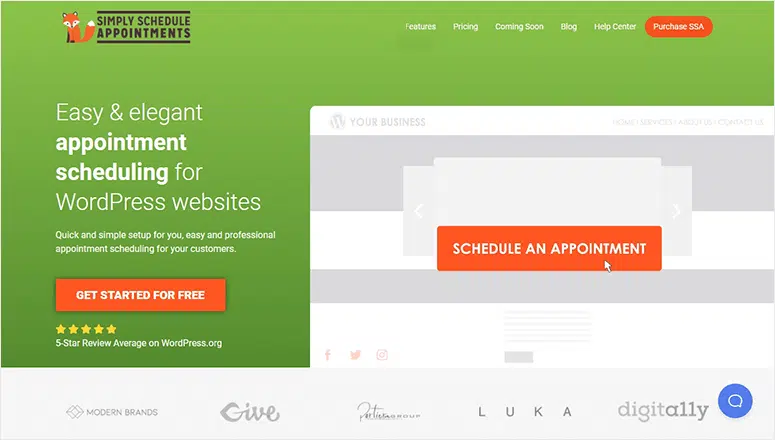 SIMPLY SCHEDULE
APPOINTMENTS
Features Pricing Coming Soon Blog Help Center Purchase SSA
Easy & elegant
appointment
scheduling for
WordPress websites
Quick and simple setup for you, easy and professional
appointment scheduling for your customers.
GET STARTED FOR FREE
5-Star Review Average on WordPress.org
YOUR BUSINESS
HOME | SERVICES | ABOUT US | CONTACT US
SCHEDULE AN APPOINTMENT
MODERN BRANDS
Give
GROUP
LUKA
digitally